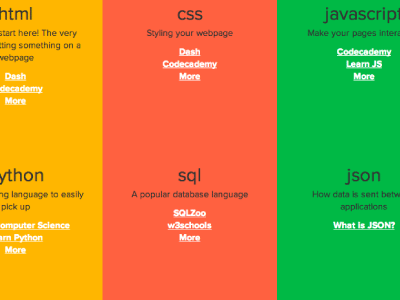 html
start here! The very
tting something on a
webpage
Dash
decademy
More
css
Styling your webpage
Dash
Codecademy
More
javascript
Make your pages intera
Codecademy
Learn JS
More
ython
ng language to easily
pick up
omputer Science
arn Python
More
sql
A popular database language
SQLZoo
w3schools
More
json
How data is sent betw
applications
What is JSON?